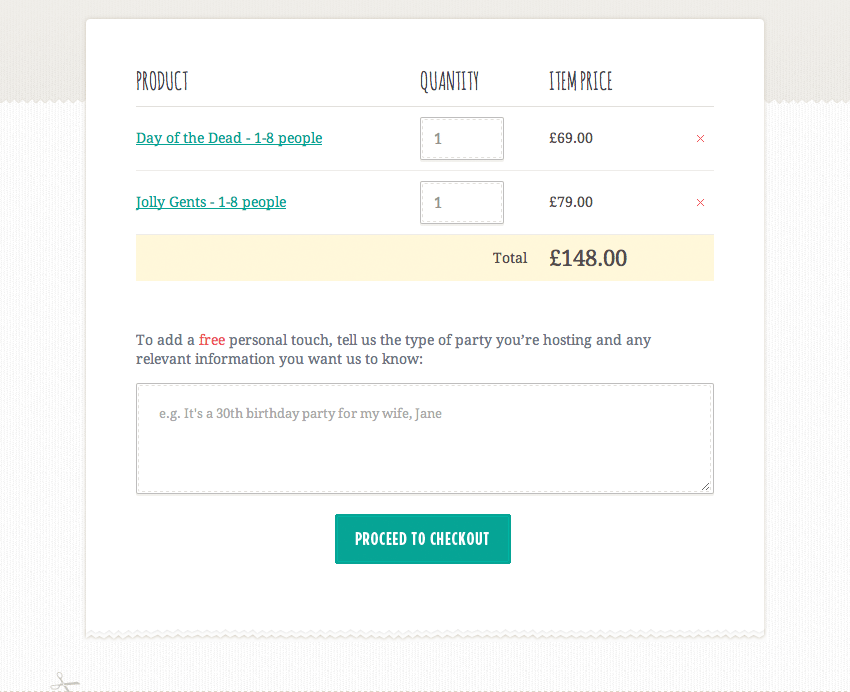 PRODUCT QUANTITY ITEM PRICE
Day of the Dead - 1-8 people 1 £69.00 ×
Jolly Gents - 1-8 people 1 £79.00 ×
Total £148.00
To add a free personal touch, tell us the type of party you’re hosting and any
relevant information you want us to know:
e.g. It's a 30th birthday party for my wife, Jane
PROCEED TO CHECKOUT